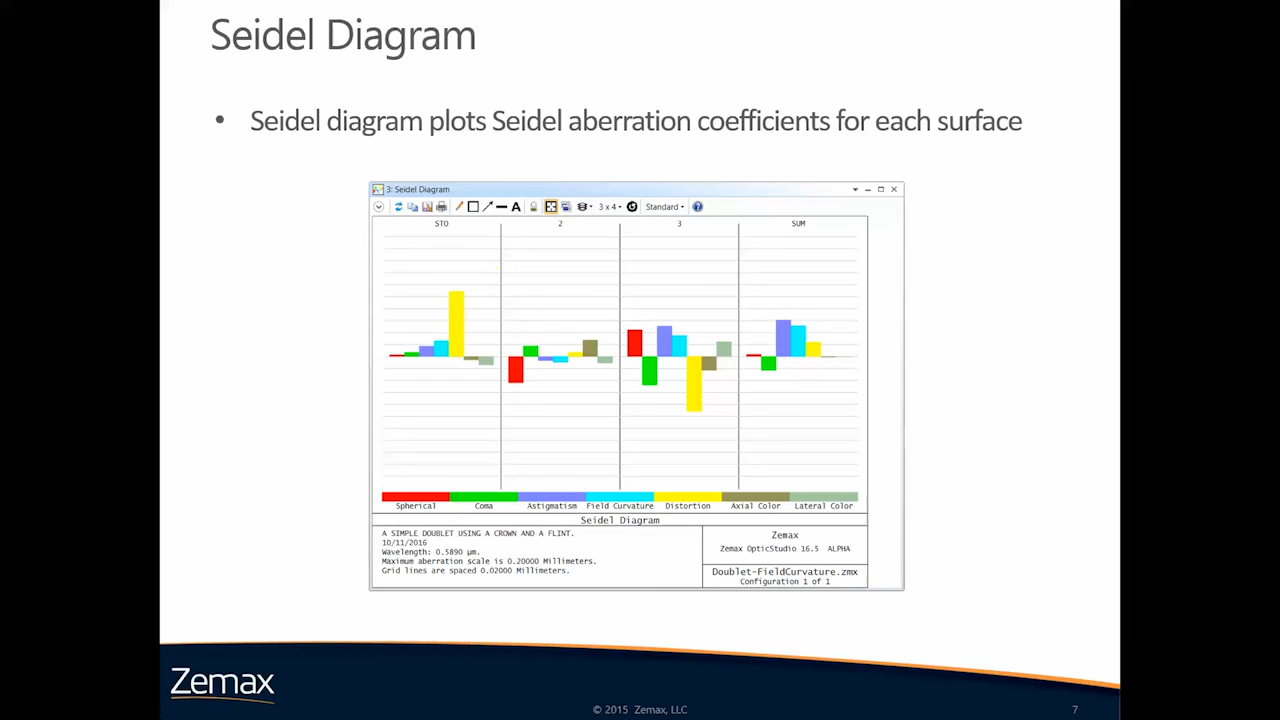 Seidel Diagram
• Seidel diagram plots Seidel aberration coefficients for each surface
3: Seidel Diagram
A 3 x 4 Standard
STO 2 3 SUM
Spherical Coma Astigmatism Field Curvature Distortion Axial Color Lateral Color
Seidel Diagram
A SIMPLE DOUBLET USING A CROWN AND A FLINT.
10/11/2016
Wavelength: 0.5890 µm.
Maximum aberration scale is 0.20000 Millimeters.
Grid lines are spaced 0.02000 Millimeters.
Zemax
Zemax OpticStudio 16.5 ALPHA
Doublet-FieldCurvature.zmx
Configuration 1 of 1
Zemax
© 2015 Zemax, LLC
7